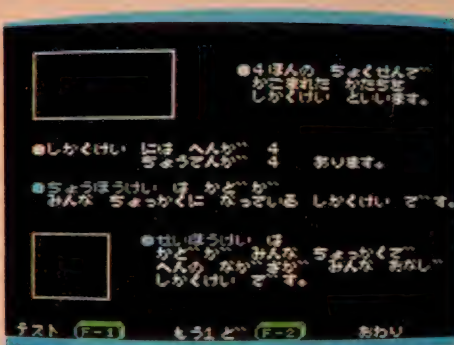 ●4ほんの ちょくせんで
かこまれた かたちを
しかくけい といいます。
●しかくけい には へんが 4
ちょうてんが 4 あります。
●ちょうほうけい は かどが
みんな ちょっかくに なっている しかくけい です。
●せいほうけい は
かどが みんな ちょっかくで
へんの ながさが みんな おなじ
しかくけい です。
テスト F-1 もう1ど F-2 おわり